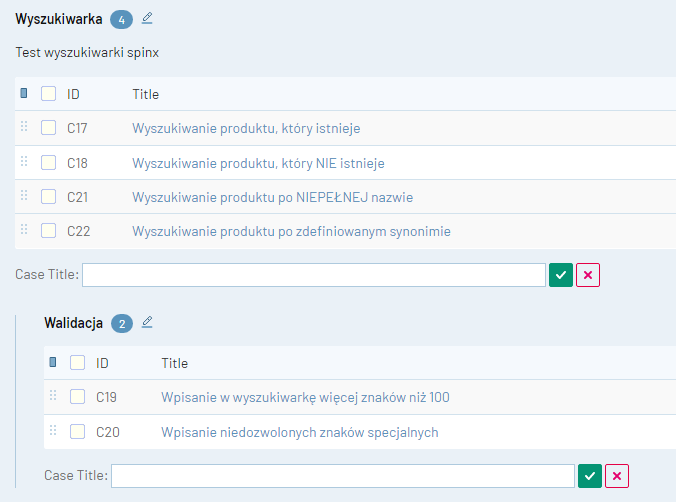 Wyszukiwarka 4
Test wyszukiwarki spinx
ID Title
C17 Wyszukiwanie produktu, który istnieje
C18 Wyszukiwanie produktu, który NIE istnieje
C21 Wyszukiwanie produktu po NIEPEŁNEJ nazwie
C22 Wyszukiwanie produktu po zdefiniowanym synonimie
Case Title:
Walidacja 2
ID Title
C19 Wpisanie w wyszukiwarkę więcej znaków niż 100
C20 Wpisanie niedozwolonych znaków specjalnych
Case Title: